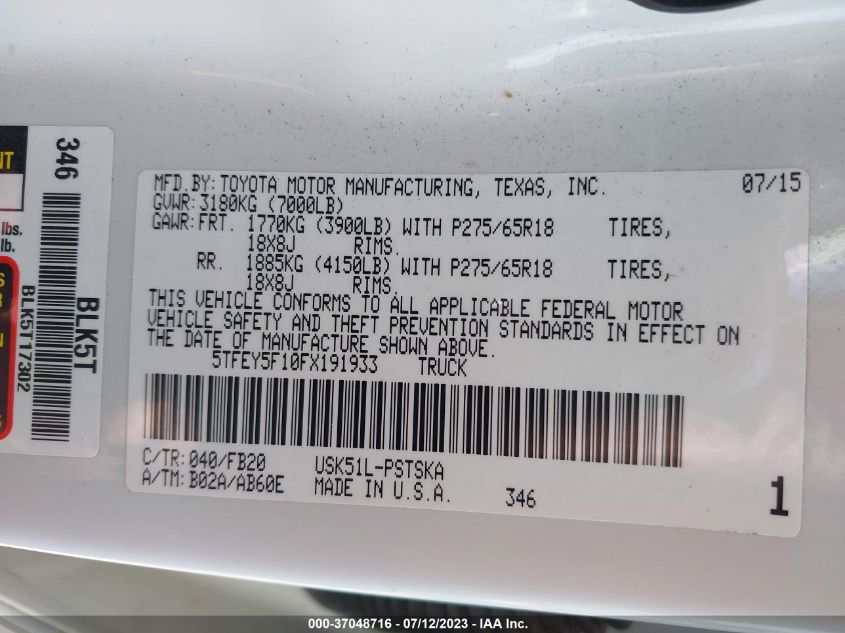 NT
lbs.
lb.
346
BLK5T
BLK5T17302
MFD.BY: TOYOTA MOTOR MANUFACTURING, TEXAS, INC. 07/15
GVWR: 3180KG (7000LB)
GAWR: FRT. 1770KG (3900LB) WITH P275/65R18 TIRES,
18X8J RIMS.
RR. 1885KG (4150LB) WITH P275/65R18 TIRES,
18X8J RIMS.
THIS VEHICLE CONFORMS TO ALL APPLICABLE FEDERAL MOTOR
VEHICLE SAFETY AND THEFT PREVENTION STANDARDS IN EFFECT ON
THE DATE OF MANUFACTURE SHOWN ABOVE.
5TFEY5F10FX191933 TRUCK
C/TR: 040/FB20 USK51L-PSTSKA
A/TM: B02A/AB60E MADE IN U.S.A. 346 1
000-37048716 - 07/12/2023 - © IAA Inc.